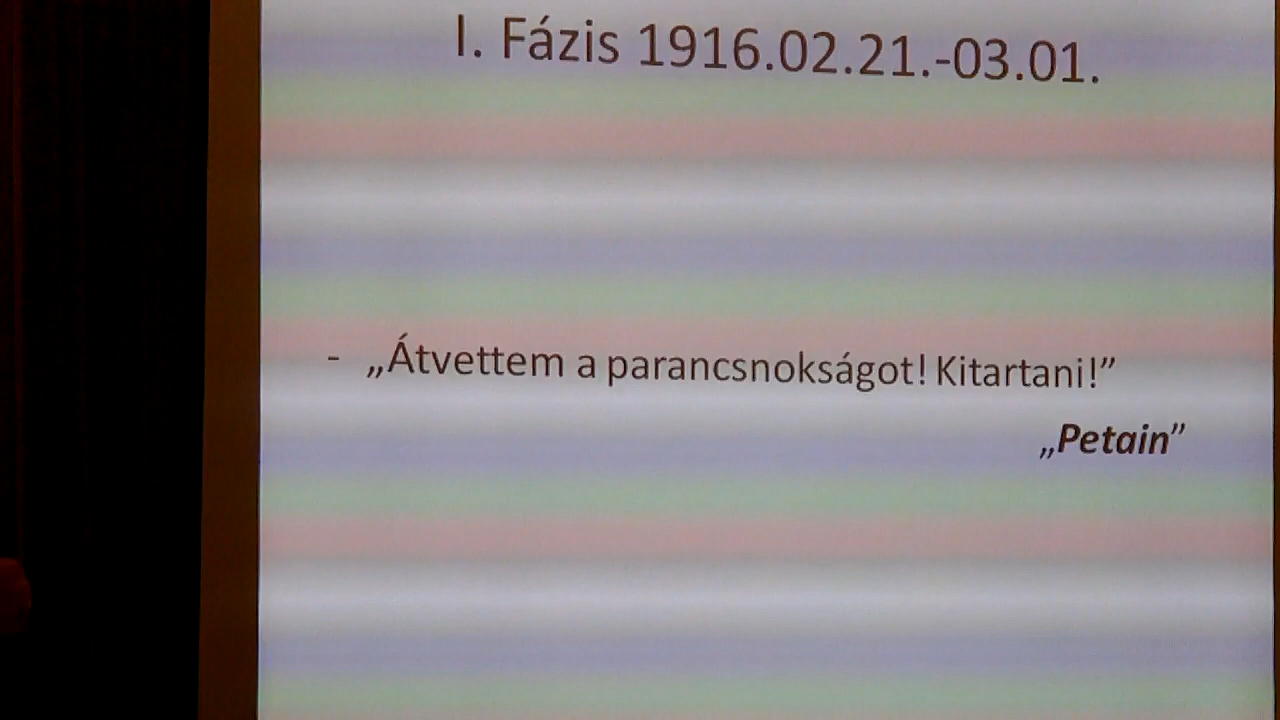 I. Fázis 1916.02.21.-03.01.
- „Átvettem a parancsnokságot! Kitartani!”
„Petain”